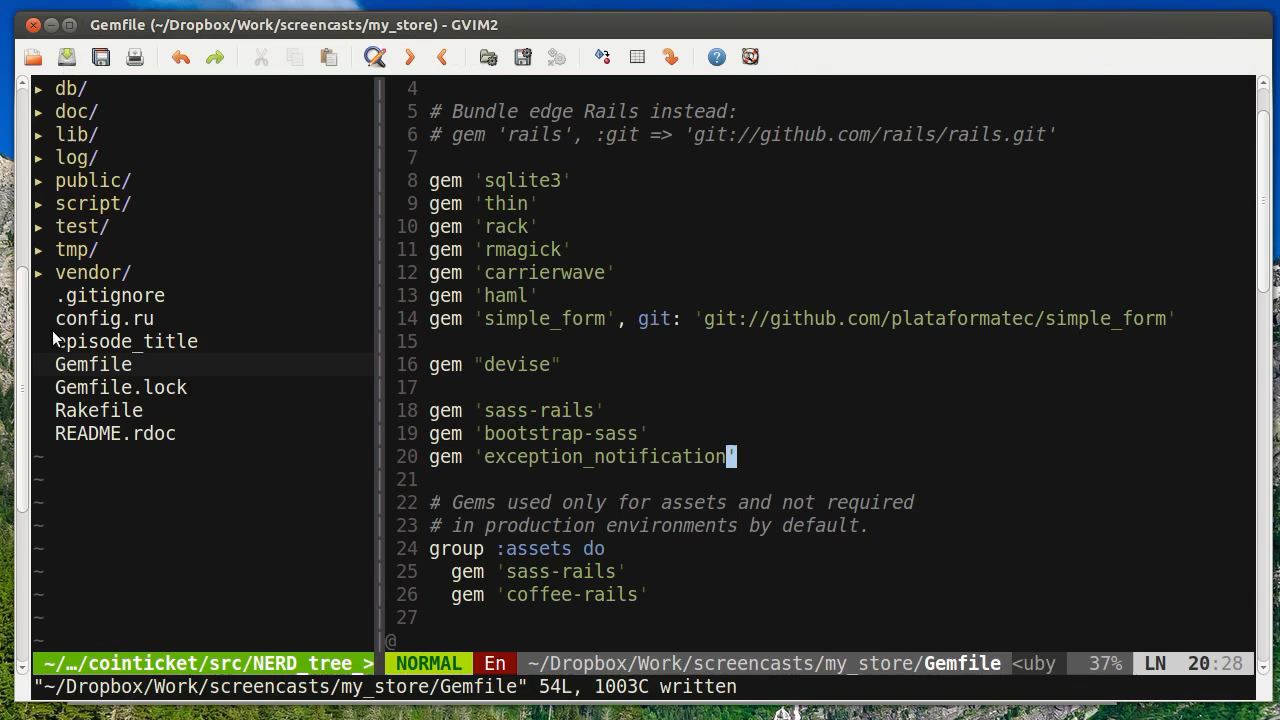 Gemfile (~/Dropbox/Work/screencasts/my_store) - GVIM2
▸ db/
▸ doc/
▸ lib/
▸ log/
▸ public/
▸ script/
▸ test/
▸ tmp/
▸ vendor/
.gitignore
config.ru
episode_title
Gemfile
Gemfile.lock
Rakefile
README.rdoc
~
~
~
~
~
~
~
~
~
4
5 # Bundle edge Rails instead:
6 # gem 'rails', :git => 'git://github.com/rails/rails.git'
7
8 gem 'sqlite3'
9 gem 'thin'
10 gem 'rack'
11 gem 'rmagick'
12 gem 'carrierwave'
13 gem 'haml'
14 gem 'simple_form', git: 'git://github.com/plataformatec/simple_form'
15
16 gem "devise"
17
18 gem 'sass-rails'
19 gem 'bootstrap-sass'
20 gem 'exception_notification'
21
22 # Gems used only for assets and not required
23 # in production environments by default.
24 group :assets do
25   gem 'sass-rails'
26   gem 'coffee-rails'
27
@
~/…/cointicket/src/NERD_tree_>
NORMAL En ~/Dropbox/Work/screencasts/my_store/Gemfile <uby 37% LN 20:28
"~/Dropbox/Work/screencasts/my_store/Gemfile" 54L, 1003C written